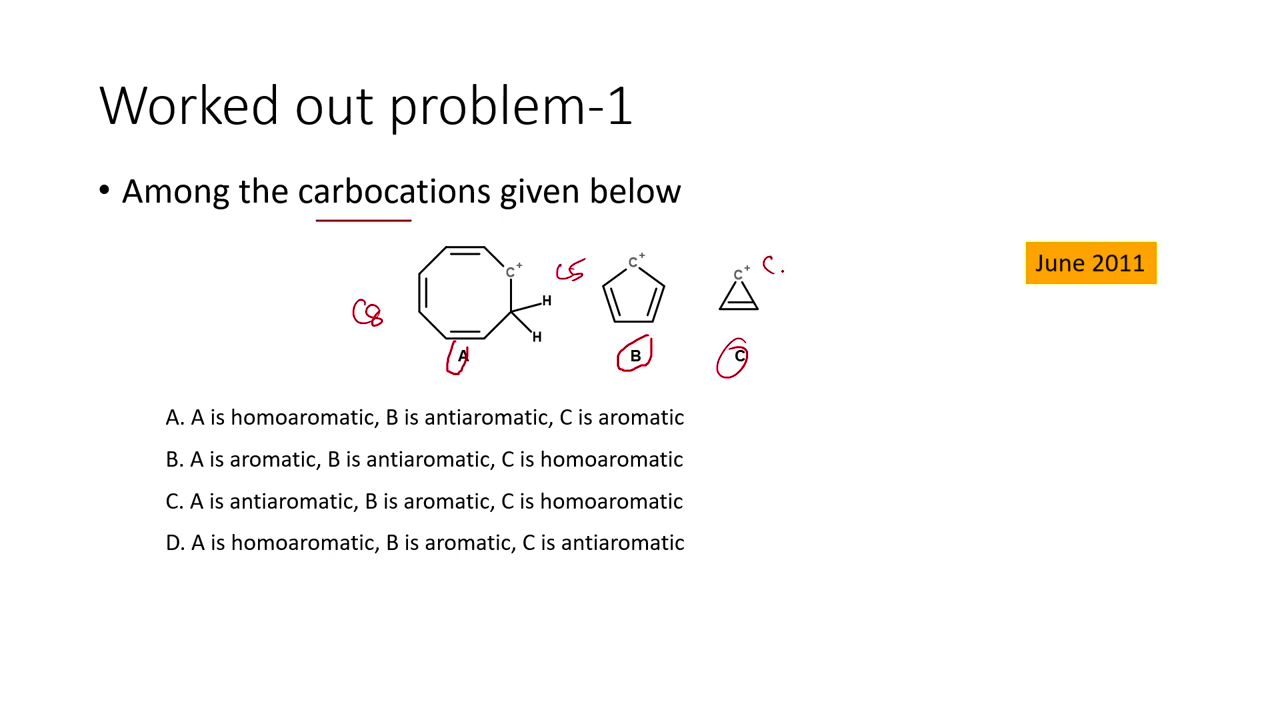 Worked out problem-1
• Among the carbocations given below
June 2011
C+
H
H
C8
A
C5
C+
B
C+
C.
C
A. A is homoaromatic, B is antiaromatic, C is aromatic
B. A is aromatic, B is antiaromatic, C is homoaromatic
C. A is antiaromatic, B is aromatic, C is homoaromatic
D. A is homoaromatic, B is aromatic, C is antiaromatic